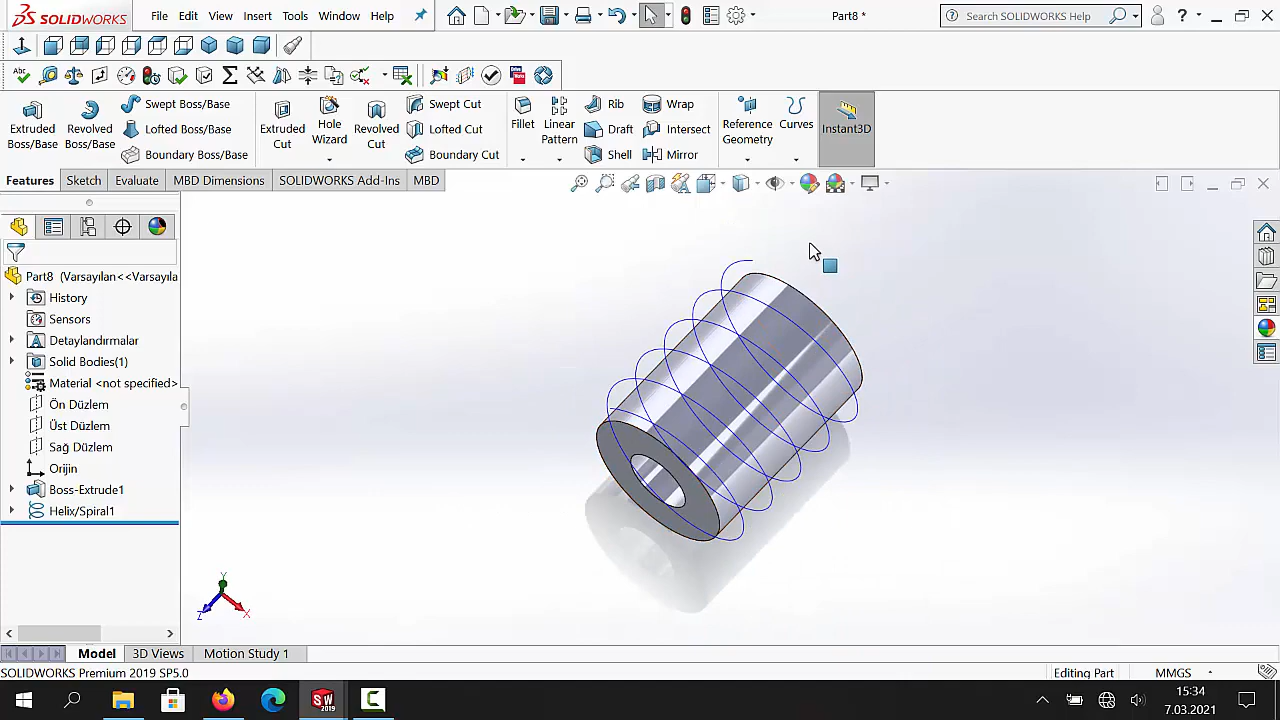 SOLIDWORKS File Edit View Insert Tools Window Help Part8 * Search SOLIDWORKS Help ?
Abc
Extruded Boss/Base
Revolved Boss/Base
Swept Boss/Base
Lofted Boss/Base
Boundary Boss/Base
Extruded Cut
Hole Wizard
Revolved Cut
Swept Cut
Lofted Cut
Boundary Cut
Fillet
Linear Pattern
Rib
Draft
Shell
Wrap
Intersect
Mirror
Reference Geometry
Curves
Instant3D
Features Sketch Evaluate MBD Dimensions SOLIDWORKS Add-Ins MBD
Part8 (Varsayılan<<Varsayıla
History
Sensors
Detaylandırmalar
Solid Bodies(1)
Material <not specified>
Ön Düzlem
Üst Düzlem
Sağ Düzlem
Orijin
Boss-Extrude1
Helix/Spiral1
Y
Z X
Model 3D Views Motion Study 1
SOLIDWORKS Premium 2019 SP5.0 Editing Part MMGS
SW
2019
15:34
7.03.2021